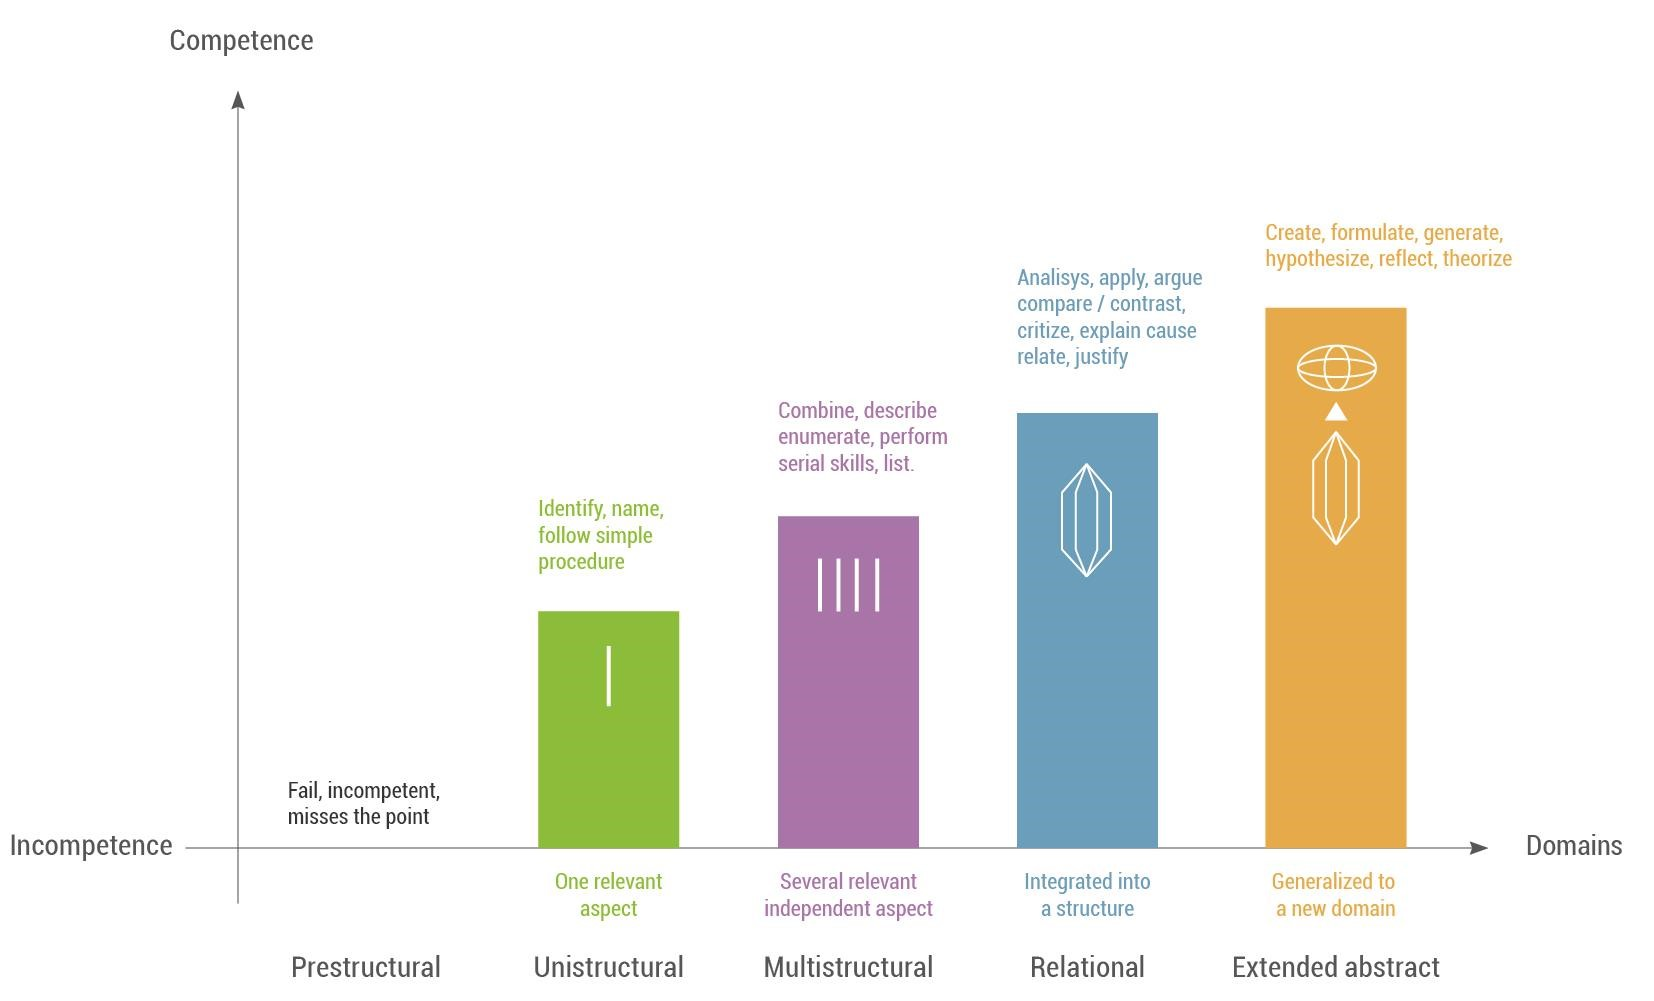 Competence
Create, formulate, generate,
hypothesize, reflect, theorize
Analisys, apply, argue
compare / contrast,
critize, explain cause
relate, justify
Combine, describe
enumerate, perform
serial skills, list.
Identify, name,
follow simple
procedure
Fail, incompetent,
misses the point
Incompetence
Domains
One relevant
aspect
Several relevant
independent aspect
Integrated into
a structure
Generalized to
a new domain
Prestructural
Unistructural
Multistructural
Relational
Extended abstract